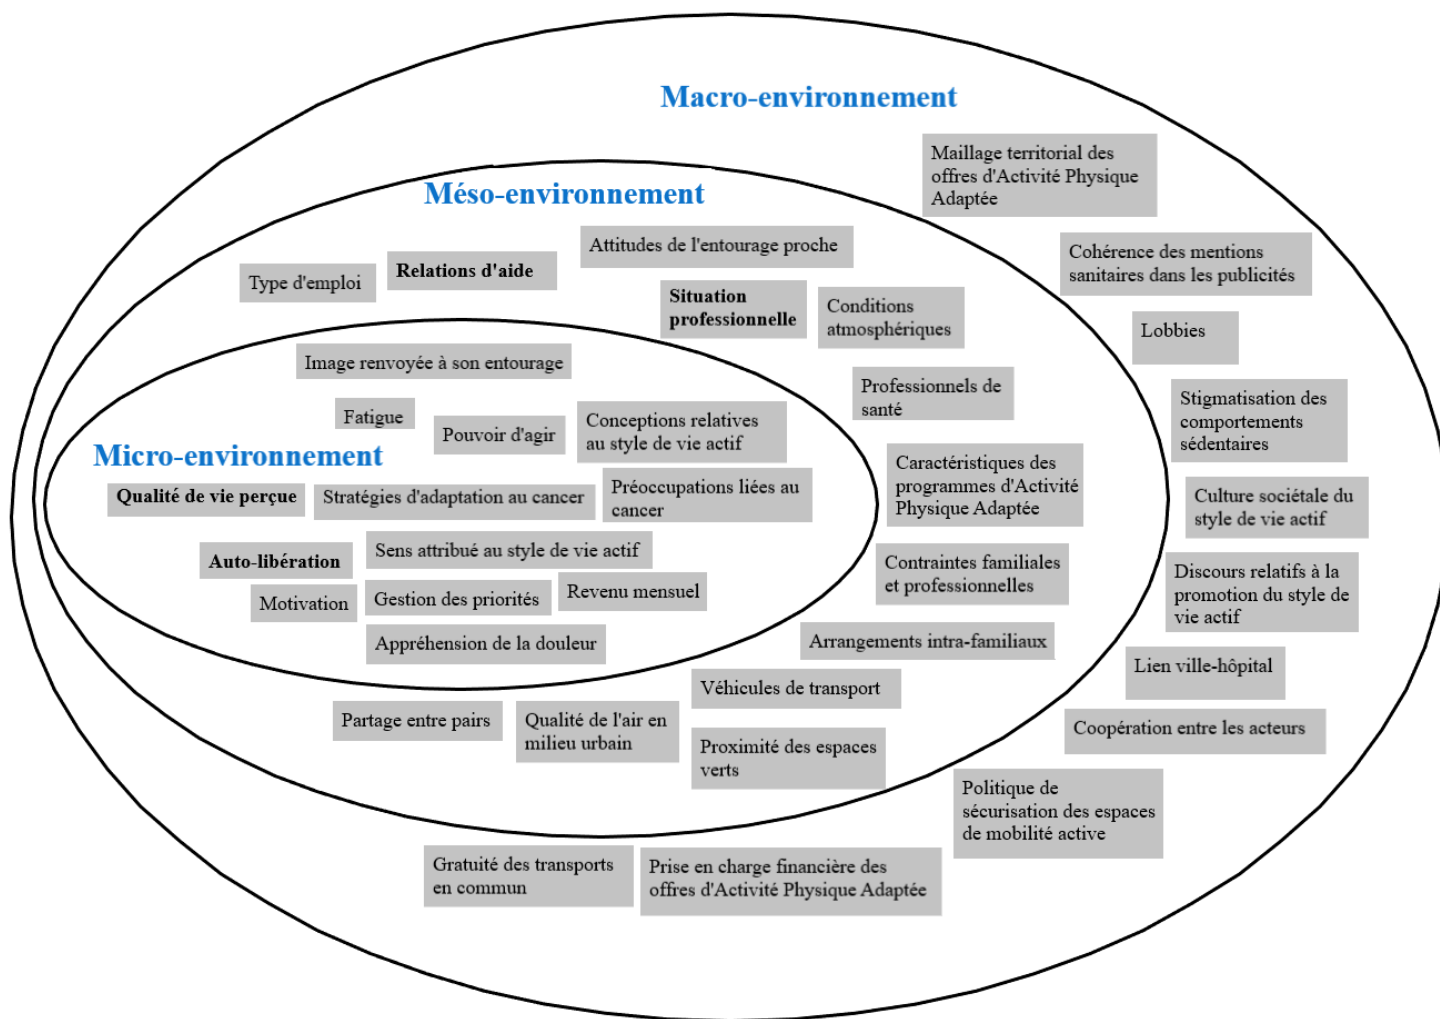 Macro-environnement
Maillage territorial des
offres d'Activité Physique
Adaptée
Méso-environnement
Attitudes de l'entourage proche
Cohérence des mentions
sanitaires dans les publicités
Type d'emploi
Relations d'aide
Situation
professionnelle
Conditions
atmosphériques
Lobbies
Image renvoyée à son entourage
Professionnels de
santé
Stigmatisation des
comportements
sédentaires
Fatigue
Pouvoir d'agir
Conceptions relatives
au style de vie actif
Micro-environnement
Caractéristiques des
programmes d'Activité
Physique Adaptée
Qualité de vie perçue
Stratégies d'adaptation au cancer
Préoccupations liées au
cancer
Culture sociétale du
style de vie actif
Auto-libération
Sens attribué au style de vie actif
Contraintes familiales
et professionnelles
Discours relatifs à la
promotion du style de
vie actif
Motivation
Gestion des priorités
Revenu mensuel
Appréhension de la douleur
Arrangements intra-familiaux
Lien ville-hôpital
Véhicules de transport
Partage entre pairs
Qualité de l'air en
milieu urbain
Coopération entre les acteurs
Proximité des espaces
verts
Politique de
sécurisation des espaces
de mobilité active
Gratuité des transports
en commun
Prise en charge financière des
offres d'Activité Physique Adaptée